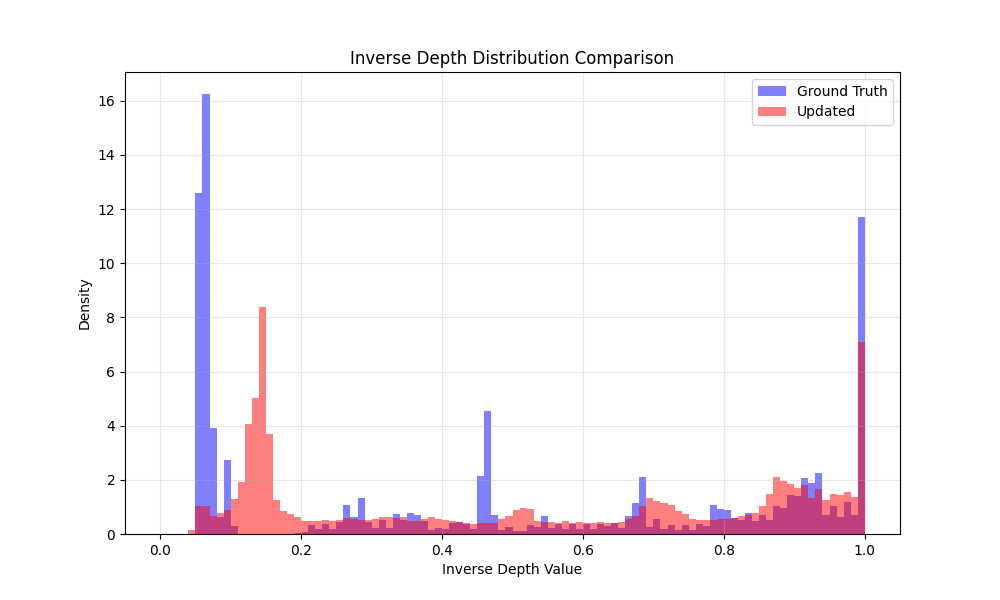 Inverse Depth Distribution Comparison
Ground Truth
Updated
16
14
12
10
8
6
4
2
0
Density
0.0 0.2 0.4 0.6 0.8 1.0
Inverse Depth Value